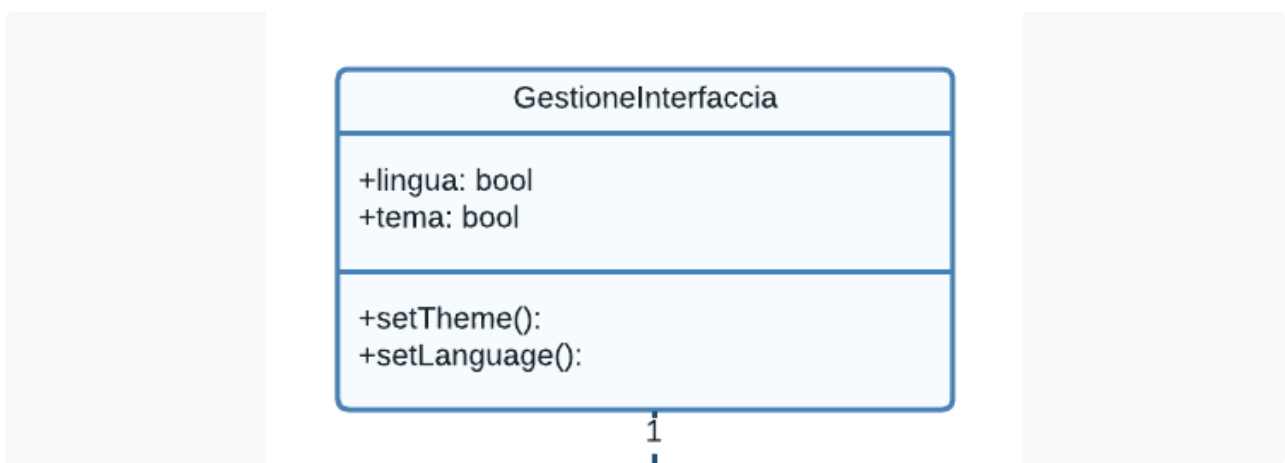 GestioneInterfaccia
+lingua: bool
+tema: bool
+setTheme():
+setLanguage():
1